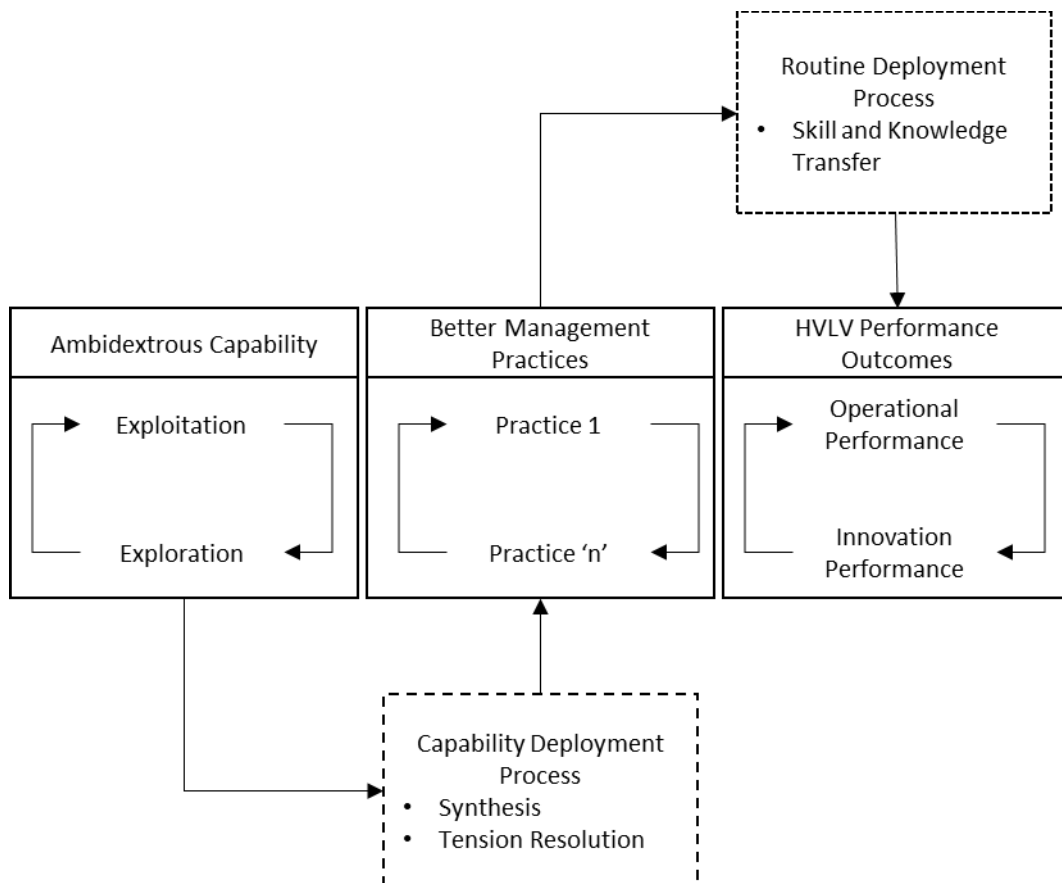 Routine Deployment
Process
• Skill and Knowledge
Transfer
Ambidextrous Capability
Exploitation
Exploration
Better Management
Practices
Practice 1
Practice ‘n’
HVLV Performance
Outcomes
Operational
Performance
Innovation
Performance
Capability Deployment
Process
• Synthesis
• Tension Resolution